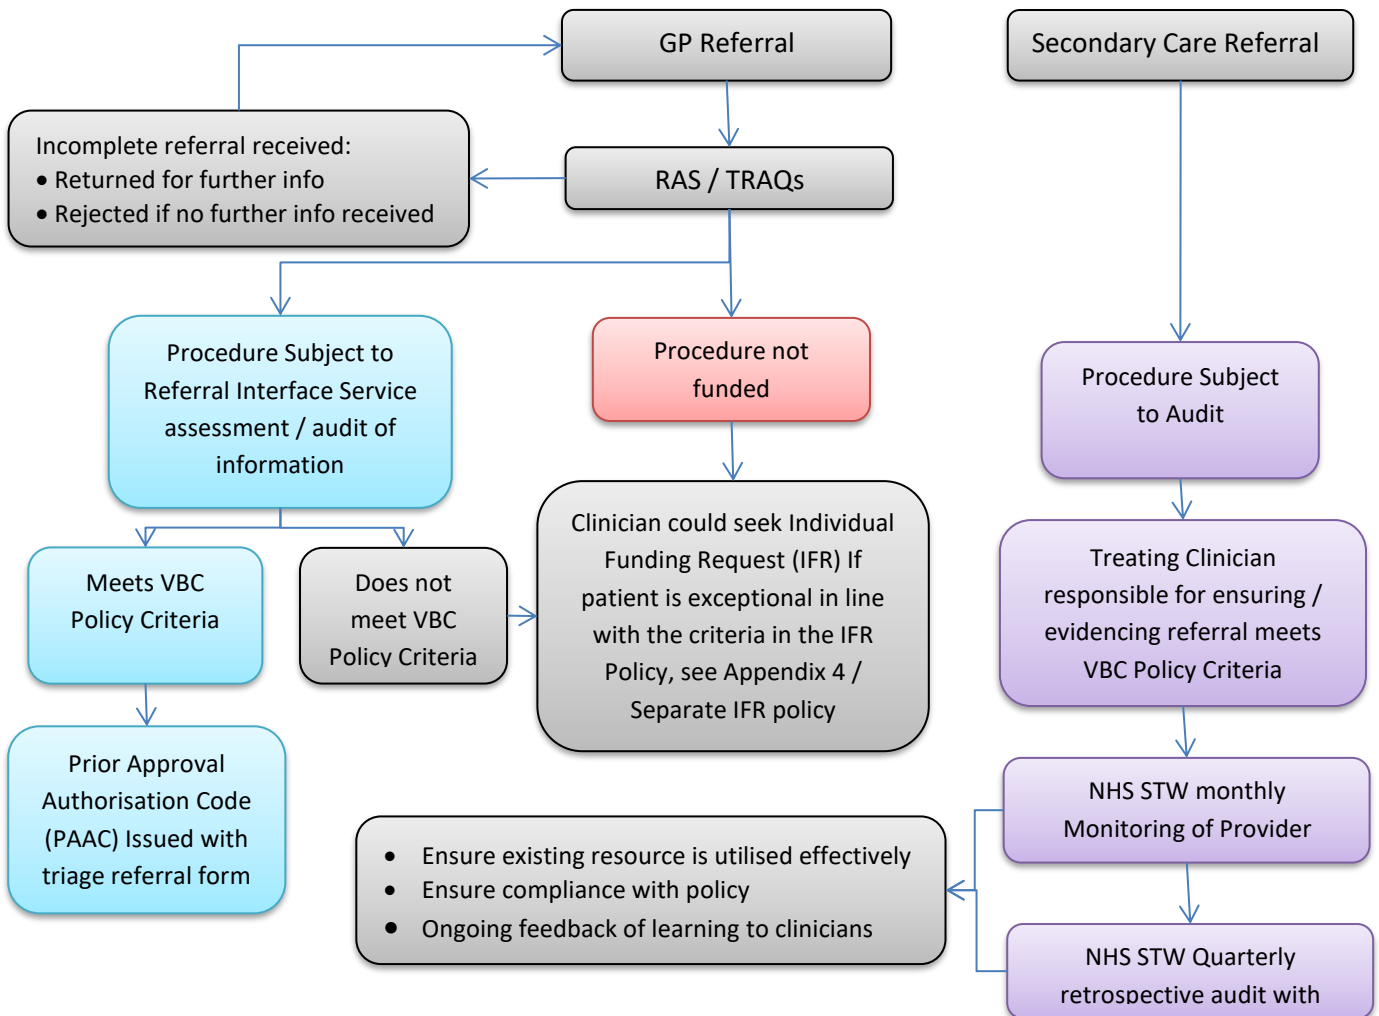 GP Referral
Secondary Care Referral
Incomplete referral received:
• Returned for further info
• Rejected if no further info received
RAS / TRAQs
Procedure Subject to
Referral Interface Service
assessment / audit of
information
Procedure not
funded
Procedure Subject
to Audit
Meets VBC
Policy Criteria
Does not
meet VBC
Policy Criteria
Clinician could seek Individual
Funding Request (IFR) If
patient is exceptional in line
with the criteria in the IFR
Policy, see Appendix 4 /
Separate IFR policy
Treating Clinician
responsible for ensuring /
evidencing referral meets
VBC Policy Criteria
Prior Approval
Authorisation Code
(PAAC) Issued with
triage referral form
NHS STW monthly
Monitoring of Provider
• Ensure existing resource is utilised effectively
• Ensure compliance with policy
• Ongoing feedback of learning to clinicians
NHS STW Quarterly
retrospective audit with